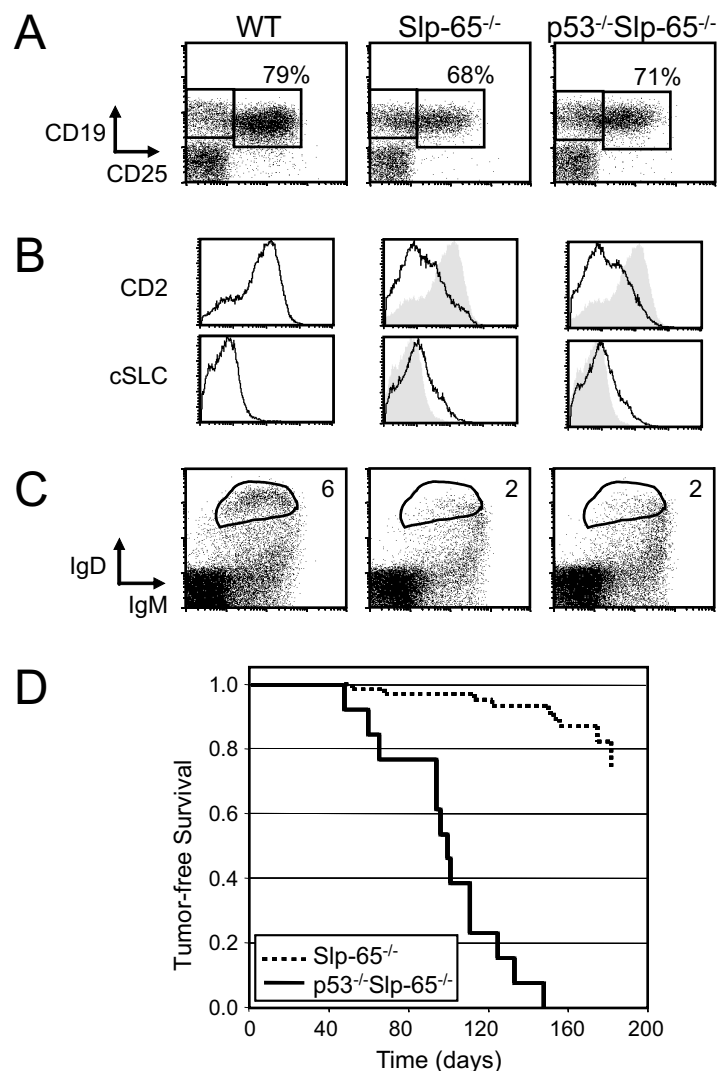 A
WT
Slp-65-/-
p53-/-Slp-65-/-
79%
68%
71%
CD19
CD25
B
CD2
cSLC
C
6
2
2
IgD
IgM
D
Tumor-free Survival
1.0
0.8
0.6
0.4
0.2
0.0
Slp-65-/-
p53-/-Slp-65-/-
0
40
80
120
160
200
Time (days)